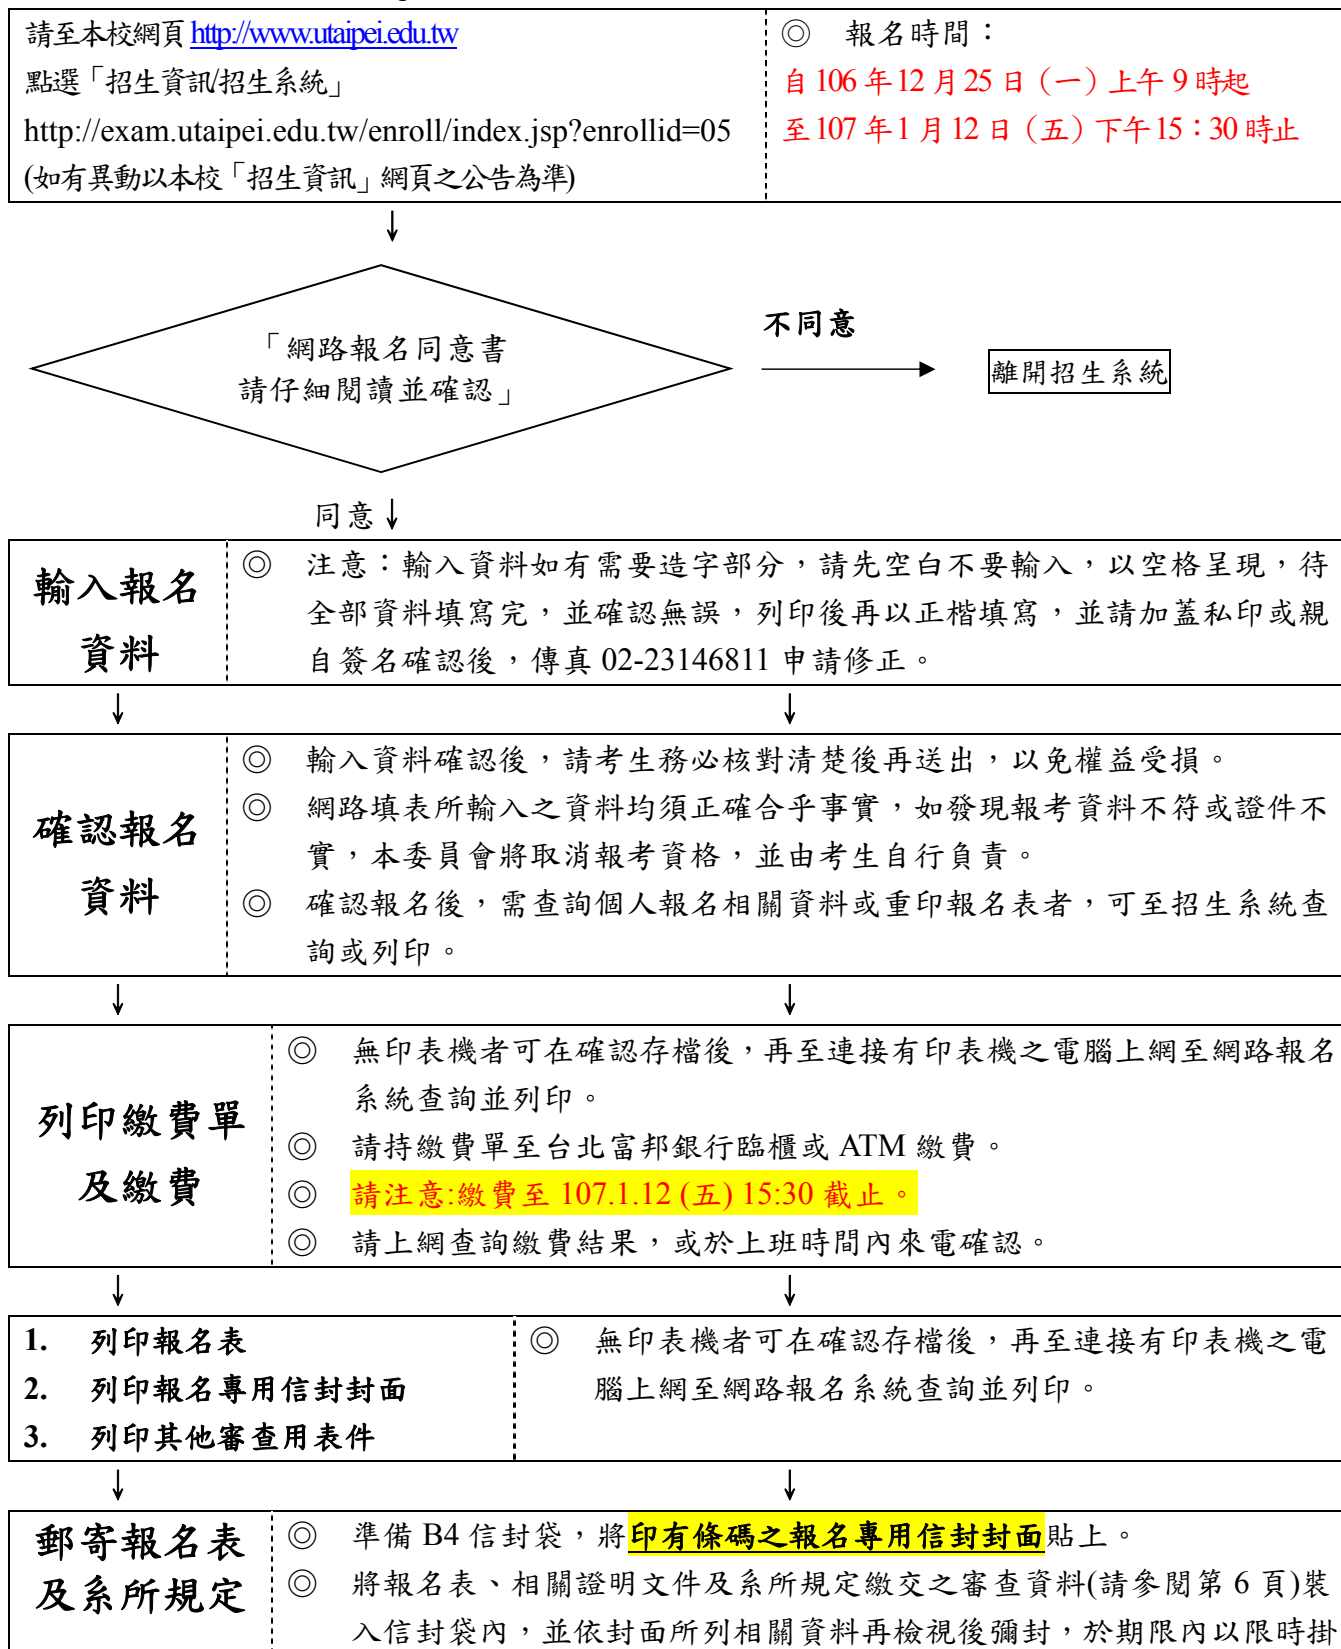 請至本校網頁 http://www.utaipei.edu.tw
點選「招生資訊/招生系統」
http://exam.utaipei.edu.tw/enroll/index.jsp?enrollid=05
(如有異動以本校「招生資訊」網頁之公告為準)
◎ 報名時間：
自 106 年 12 月 25 日（一）上午 9 時起
至 107 年 1 月 12 日（五）下午 15：30 時止
↓
「網路報名同意書
請仔細閱讀並確認」
不同意
離開招生系統
同意↓
輸入報名
資料
◎ 注意：輸入資料如有需要造字部分，請先空白不要輸入，以空格呈現，待
全部資料填寫完，並確認無誤，列印後再以正楷填寫，並請加蓋私印或親
自簽名確認後，傳真 02-23146811 申請修正。
↓ ↓
確認報名
資料
◎ 輸入資料確認後，請考生務必核對清楚後再送出，以免權益受損。
◎ 網路填表所輸入之資料均須正確合乎事實，如發現報考資料不符或證件不
實，本委員會將取消報考資格，並由考生自行負責。
◎ 確認報名後，需查詢個人報名相關資料或重印報名表者，可至招生系統查
詢或列印。
↓ ↓
列印繳費單
及繳費
◎ 無印表機者可在確認存檔後，再至連接有印表機之電腦上網至網路報名
系統查詢並列印。
◎ 請持繳費單至台北富邦銀行臨櫃或 ATM 繳費。
◎ 請注意:繳費至 107.1.12 (五) 15:30 截止。
◎ 請上網查詢繳費結果，或於上班時間內來電確認。
↓ ↓
1. 列印報名表
2. 列印報名專用信封封面
3. 列印其他審查用表件
◎ 無印表機者可在確認存檔後，再至連接有印表機之電
腦上網至網路報名系統查詢並列印。
↓ ↓
郵寄報名表
及系所規定
◎ 準備 B4 信封袋，將印有條碼之報名專用信封封面貼上。
◎ 將報名表、相關證明文件及系所規定繳交之審查資料(請參閱第 6 頁)裝
入信封袋內，並依封面所列相關資料再檢視後彌封，於期限內以限時掛